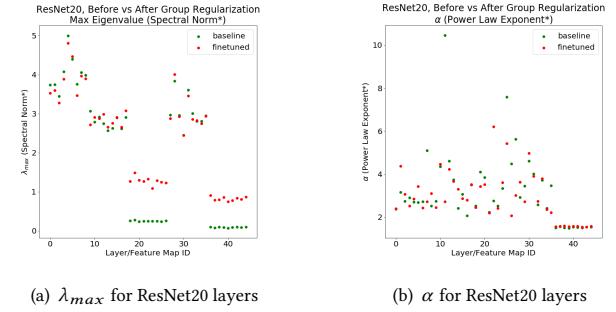 ResNet20, Before vs After Group Regularization
Max Eigenvalue (Spectral Norm*)
baseline
finetuned
λmax (Spectral Norm*)
5
4
3
2
1
0
0 10 20 30 40
Layer/Feature Map ID
(a) λmax for ResNet20 layers
ResNet20, Before vs After Group Regularization
α (Power Law Exponent*)
baseline
finetuned
α (Power Law Exponent*)
10
8
6
4
2
0 10 20 30 40
Layer/Feature Map ID
(b) α for ResNet20 layers